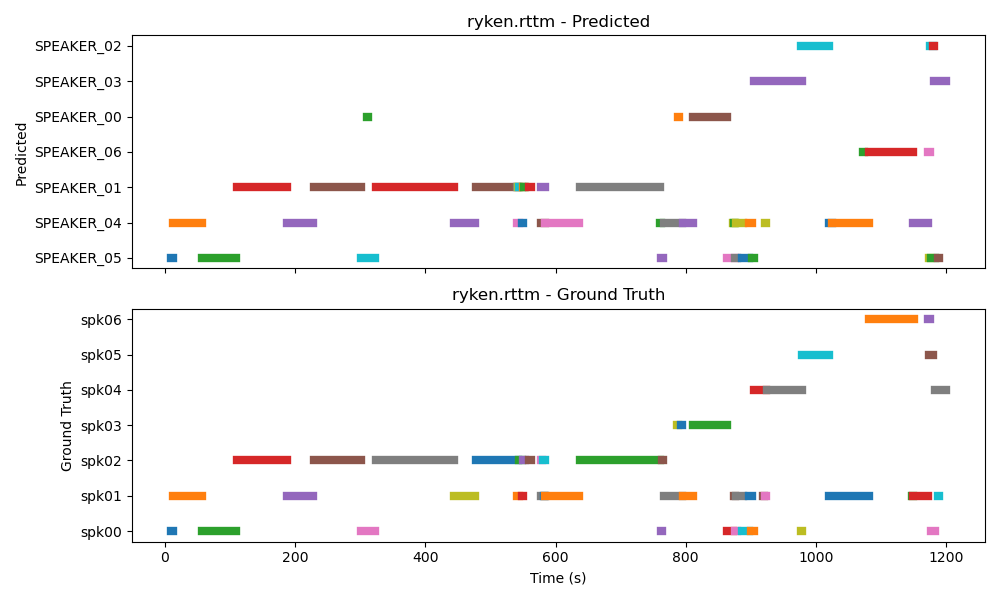 ryken.rttm - Predicted
SPEAKER_02
SPEAKER_03
SPEAKER_00
SPEAKER_06
SPEAKER_01
SPEAKER_04
SPEAKER_05
Predicted
ryken.rttm - Ground Truth
spk06
spk05
spk04
spk03
spk02
spk01
spk00
Ground Truth
0 200 400 600 800 1000 1200
Time (s)